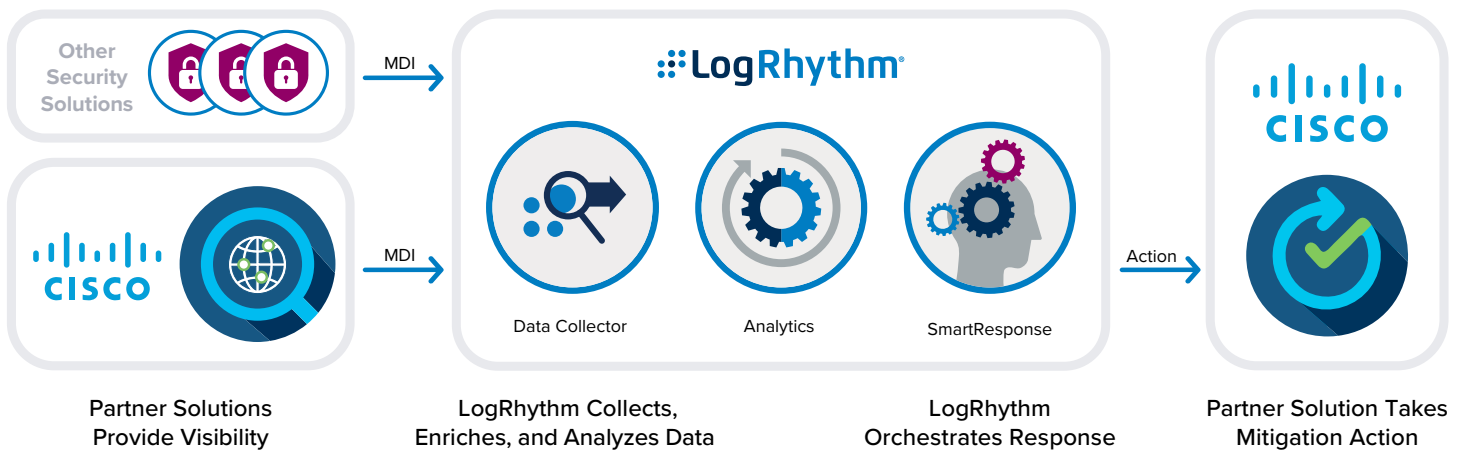 Other
Security
Solutions
MDI
LogRhythm®
CISCO
CISCO
MDI
Action
Data Collector
Analytics
SmartResponse
Partner Solutions
Provide Visibility
LogRhythm Collects,
Enriches, and Analyzes Data
LogRhythm
Orchestrates Response
Partner Solution Takes
Mitigation Action